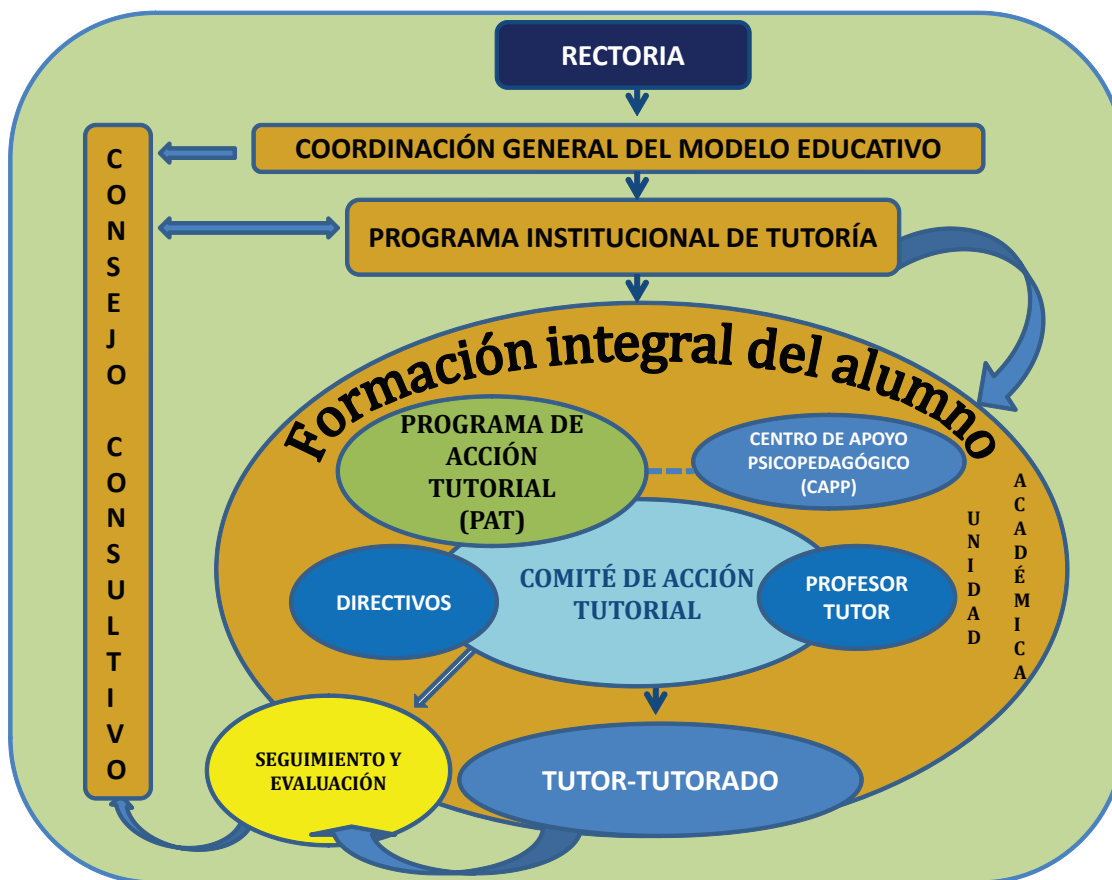 RECTORIA
COORDINACIÓN GENERAL DEL MODELO EDUCATIVO
PROGRAMA INSTITUCIONAL DE TUTORÍA
CONSEJO CONSULTIVO
Formación integral del alumno
PROGRAMA DE
ACCIÓN
TUTORIAL
(PAT)
CENTRO DE APOYO
PSICOPEDAGÓGICO
(CAPP)
UNIDAD
ACADÉMICA
DIRECTIVOS
COMITÉ DE ACCIÓN
TUTORIAL
PROFESOR
TUTOR
SEGUIMIENTO Y
EVALUACIÓN
TUTOR-TUTORADO